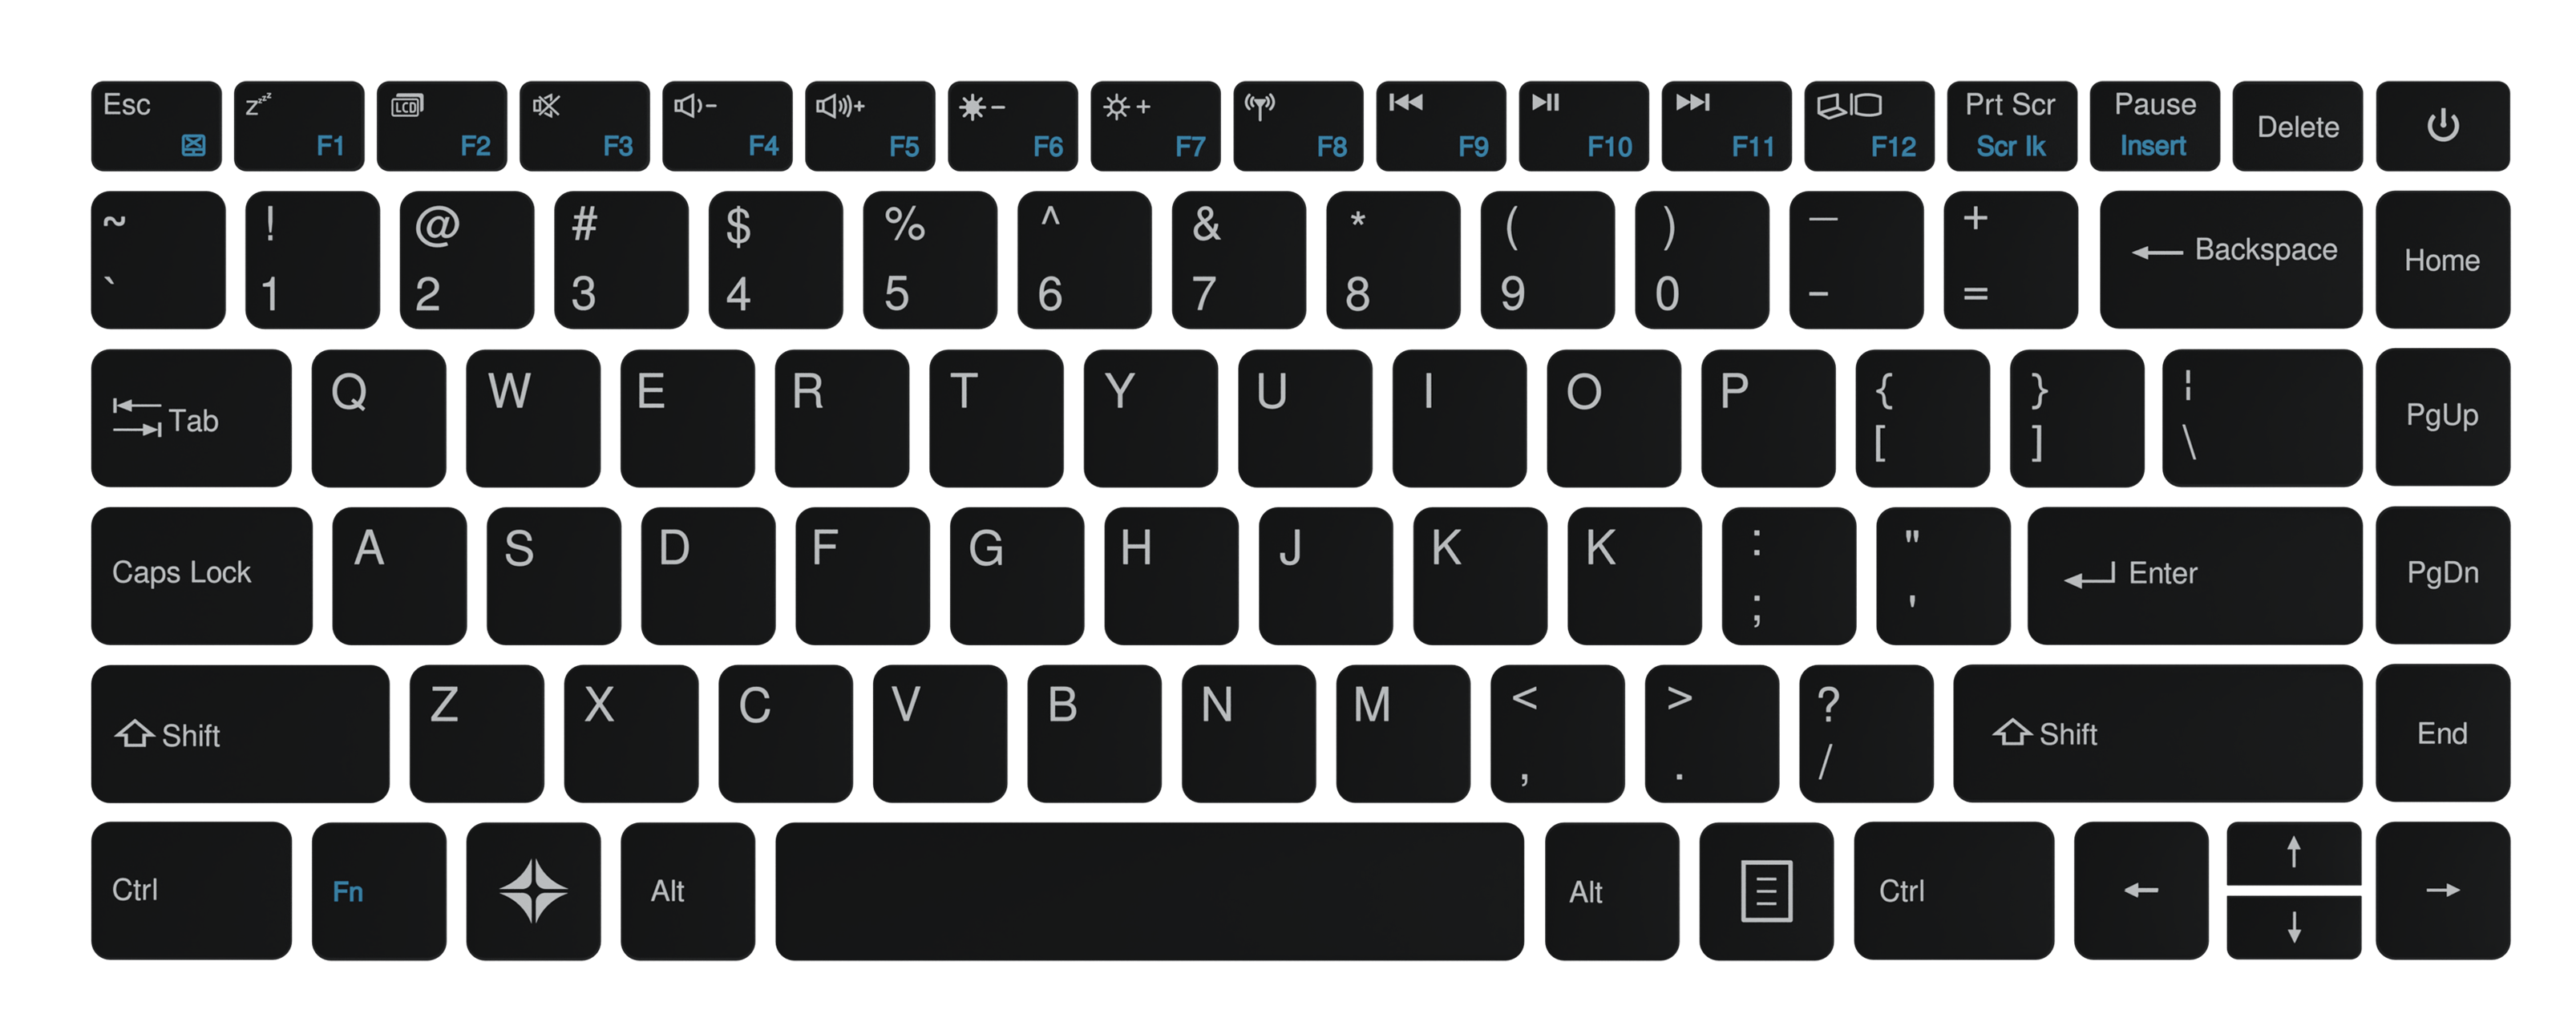 Esc F1 LCD F2 F3 - F4 + F5 - F6 + F7 F8 F9 F10 F11 F12 Prt Scr Scr lk Pause Insert Delete
~ ` ! 1 @ 2 # 3 $ 4 % 5 ^ 6 & 7 * 8 ( 9 ) 0 — - + = ← Backspace Home
Tab Q W E R T Y U I O P { [ } ] ¦ \ PgUp
Caps Lock A S D F G H J K K : ; " ' Enter PgDn
Shift Z X C V B N M < , > . ? / Shift End
Ctrl Fn Alt Alt Ctrl ← ↑ ↓ →